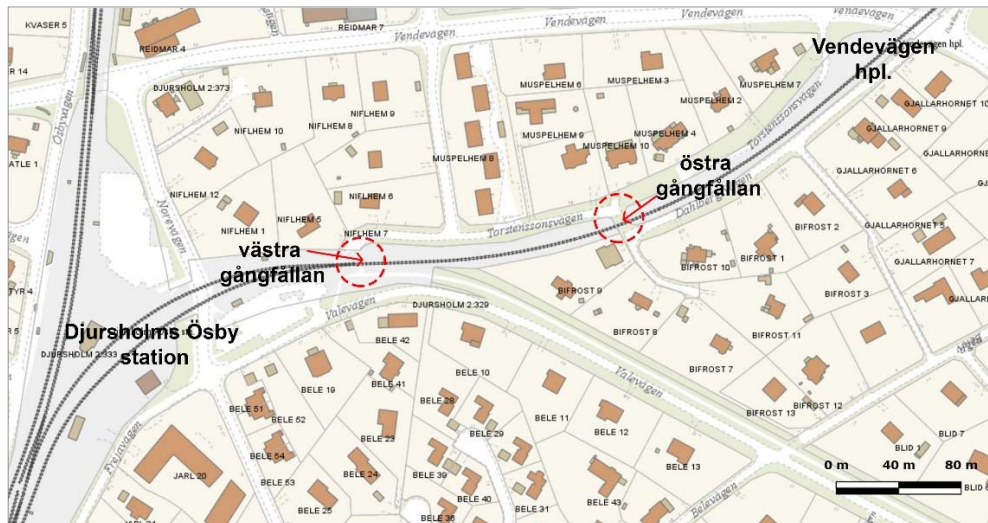 KVASER 5
REIDMAR 4
REIDMAR 7
Vendevägen
Vendevägen
Vendevägen
Vendevägen
hpl.
Ösbyvägen
DJURSHOLM 2:373
NIFLHEM 9
NIFLHEM 8
NIFLHEM 10
NIFLHEM 12
NIFLHEM 6
NIFLHEM 5
NIFLHEM 1
NIFLHEM 7
Norevägen
MUSPELHEM 3
MUSPELHEM 6
MUSPELHEM 7
MUSPELHEM 2
MUSPELHEM 9
MUSPELHEM 4
MUSPELHEM 10
MUSPELHEM 8
Torstenssonsvägen
Torstenssonsvägen
östra
gångfållan
västra
gångfållan
GJALLARHORNET 10
GJALLARHORNET 9
GJALLARHORNET 6
GJALLARHORNET 5
GJALLARHORNET 7
BIFROST 2
BIFROST 1
BIFROST 10
BIFROST 3
BIFROST 9
BIFROST 8
BIFROST 11
BIFROST 7
BIFROST 12
BIFROST 13
Djursholms Ösby
station
DJURSHOLM 2:333
DJURSHOLM 2:329
Valevägen
Valevägen
BELE 42
BELE 41
BELE 10
BELE 19
BELE 51
BELE 52
BELE 28
BELE 11
BELE 12
BELE 23
BELE 29
BELE 54
BELE 53
BELE 24
BELE 39
BELE 40
BELE 13
BELE 25
BELE 36
BELE 31
BELE 43
Belevägen
Frejavägen
JARL 20
BLID 1
BLID 7
0 m 40 m 80 m